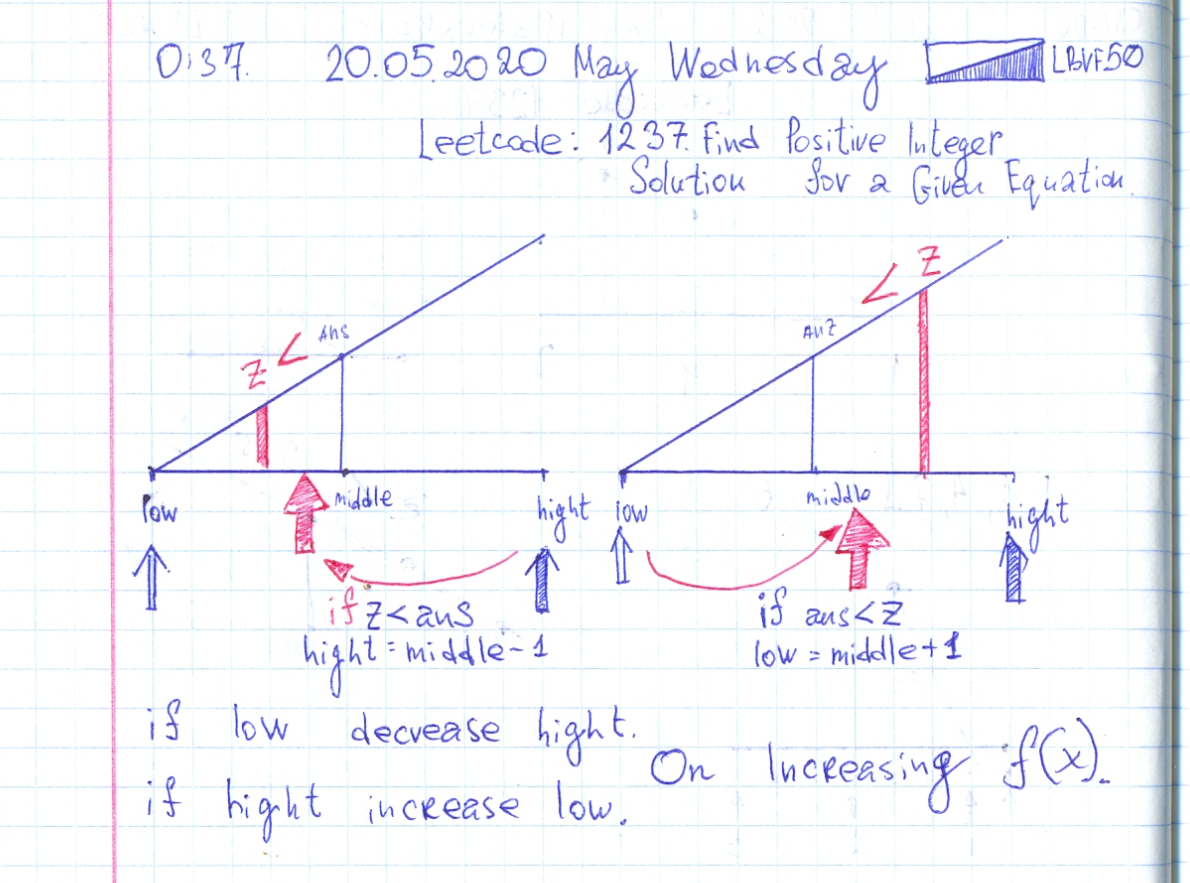 0:37. 20.05.2020 May Wednesday LBVF50
Leetcode: 1237. Find Positive Integer
Solution for a Given Equation.
Z < Ans
< Z
Anz
low middle hight
low middle hight
if z<ans
hight = middle-1
if ans<z
low = middle+1
if low decrease hight.
if hight increase low.
On Increasing f(x).